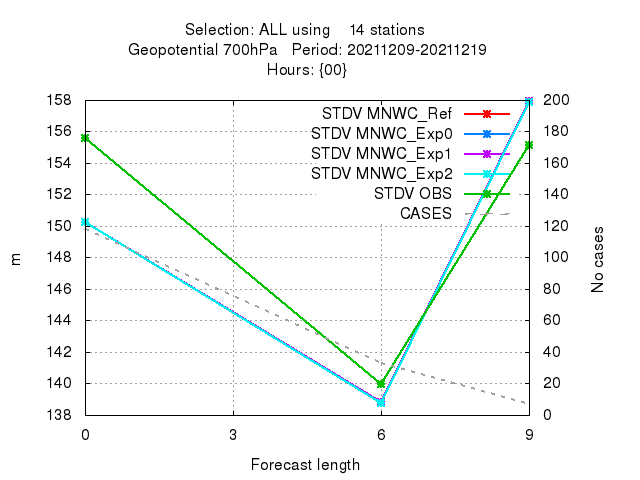 Selection: ALL using    14 stations
Geopotential 700hPa   Period: 20211209-20211219
Hours: {00}
158 200
STDV MNWC_Ref
156 180
STDV MNWC_Exp0
154 160
STDV MNWC_Exp1
STDV MNWC_Exp2
152 140
STDV OBS
150 120
CASES
148 100
m
No cases
146 80
144 60
142 40
140 20
138 0
0 3 6 9
Forecast length